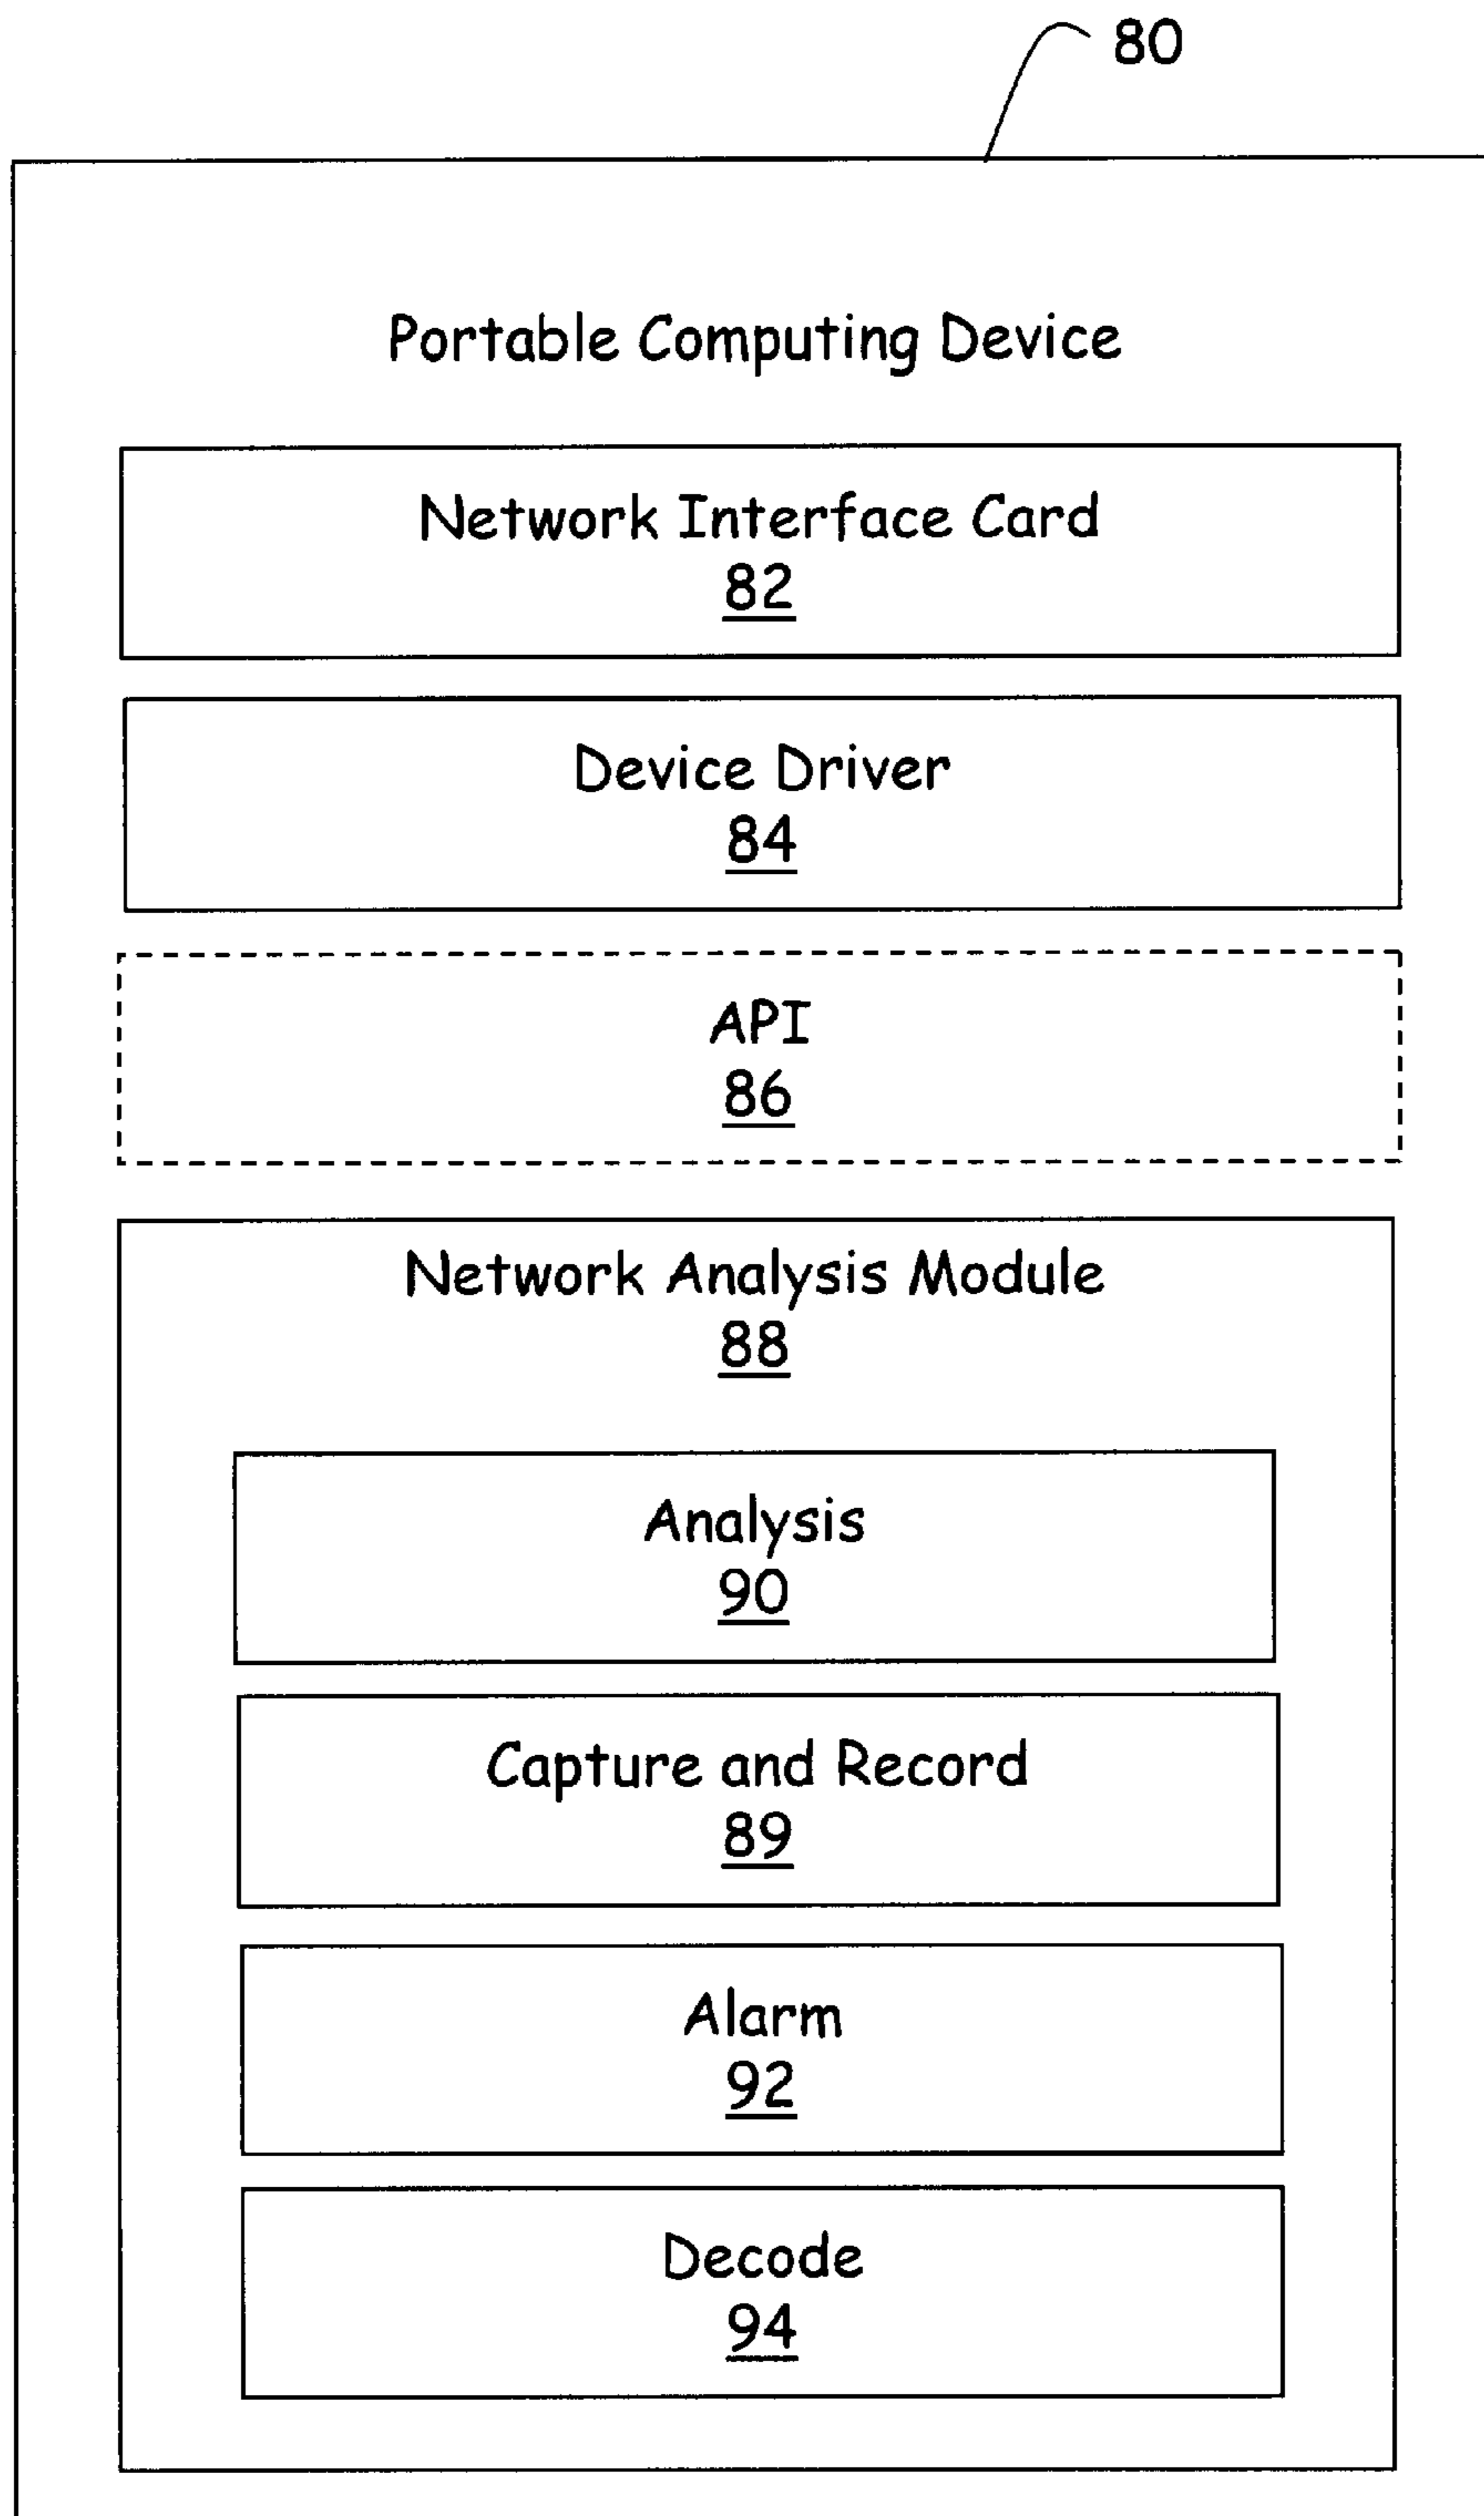 80
Portable Computing Device
Network Interface Card
82
Device Driver
84
API
86
Network Analysis Module
88
Analysis
90
Capture and Record
89
Alarm
92
Decode
94